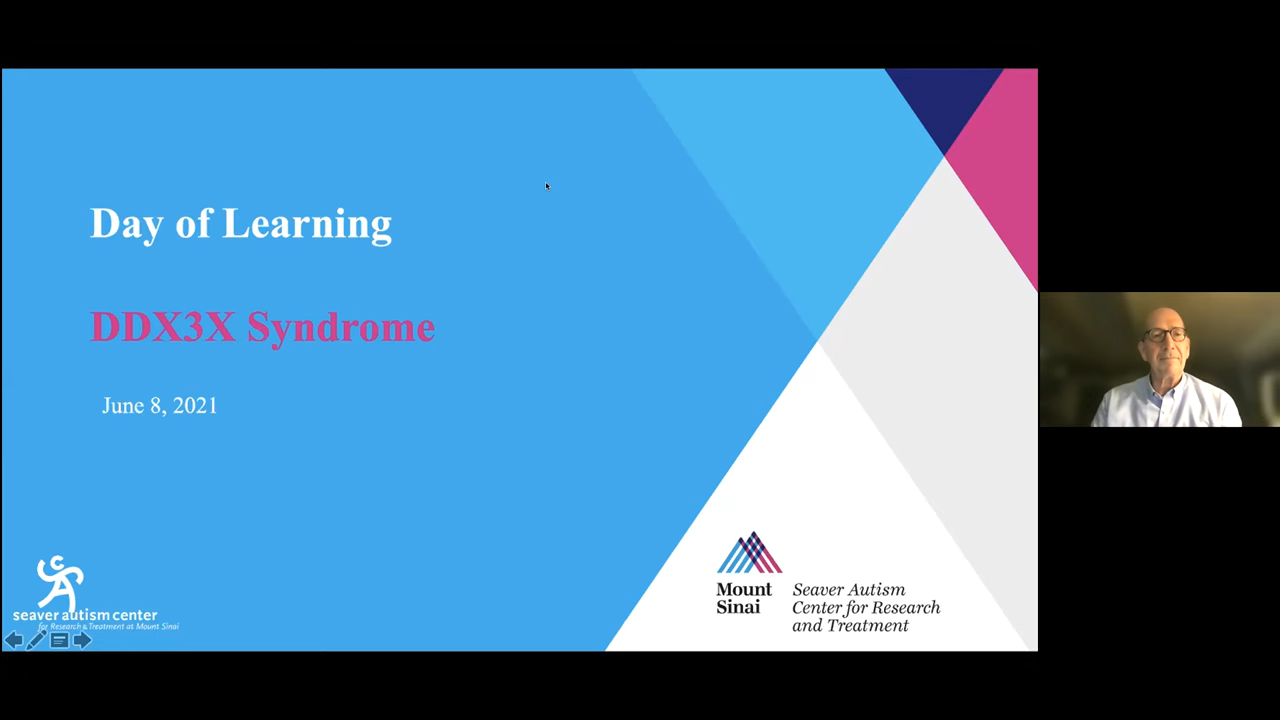 Day of Learning
DDX3X Syndrome
June 8, 2021
seaver autism center
for Research & Treatment at Mount Sinai
Mount
Sinai
Seaver Autism
Center for Research
and Treatment